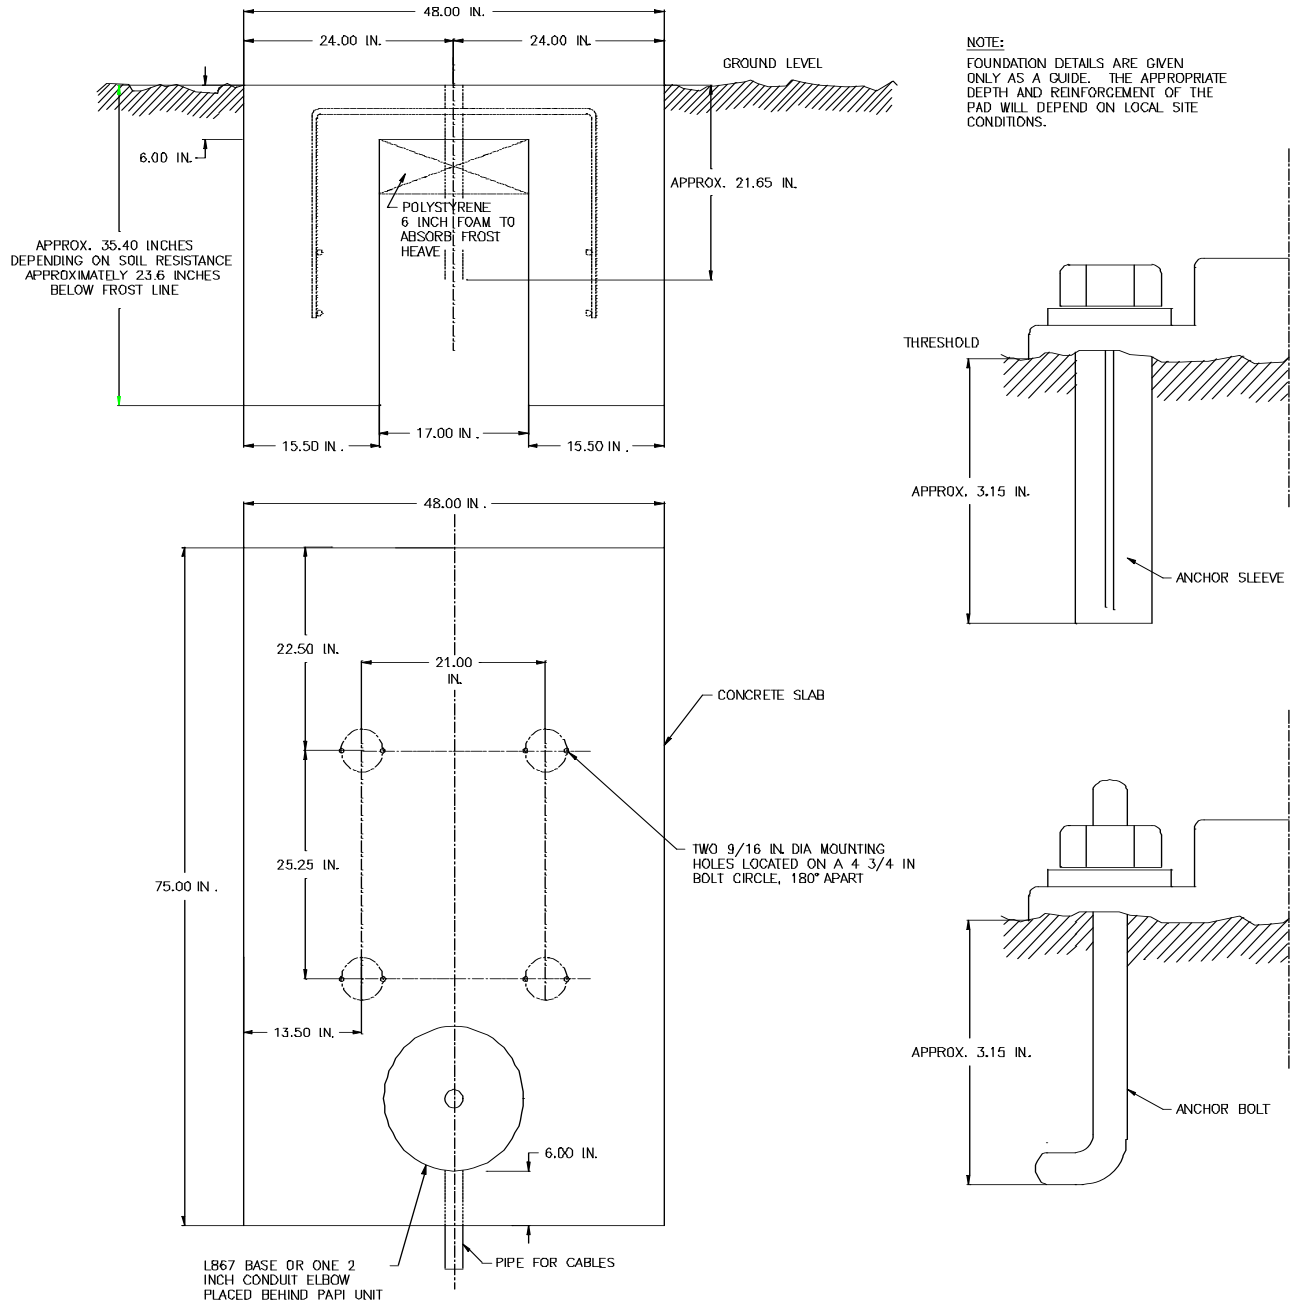 48.00 IN.
24.00 IN.
24.00 IN.
GROUND LEVEL
6.00 IN.
APPROX. 21.65 IN.
POLYSTYRENE
6 INCH FOAM TO
ABSORB FROST
HEAVE
APPROX. 35.40 INCHES
DEPENDING ON SOIL RESISTANCE
APPROXIMATELY 23.6 INCHES
BELOW FROST LINE
17.00 IN.
15.50 IN.
15.50 IN.
NOTE:
FOUNDATION DETAILS ARE GIVEN
ONLY AS A GUIDE. THE APPROPRIATE
DEPTH AND REINFORCEMENT OF THE
PAD WILL DEPEND ON LOCAL SITE
CONDITIONS.
THRESHOLD
APPROX. 3.15 IN.
ANCHOR SLEEVE
48.00 IN.
22.50 IN.
21.00
IN.
CONCRETE SLAB
25.25 IN.
75.00 IN.
TWO 9/16 IN. DIA MOUNTING
HOLES LOCATED ON A 4 3/4 IN
BOLT CIRCLE, 180° APART
13.50 IN.
6.00 IN.
L867 BASE OR ONE 2
INCH CONDUIT ELBOW
PLACED BEHIND PAPI UNIT
PIPE FOR CABLES
APPROX. 3.15 IN.
ANCHOR BOLT